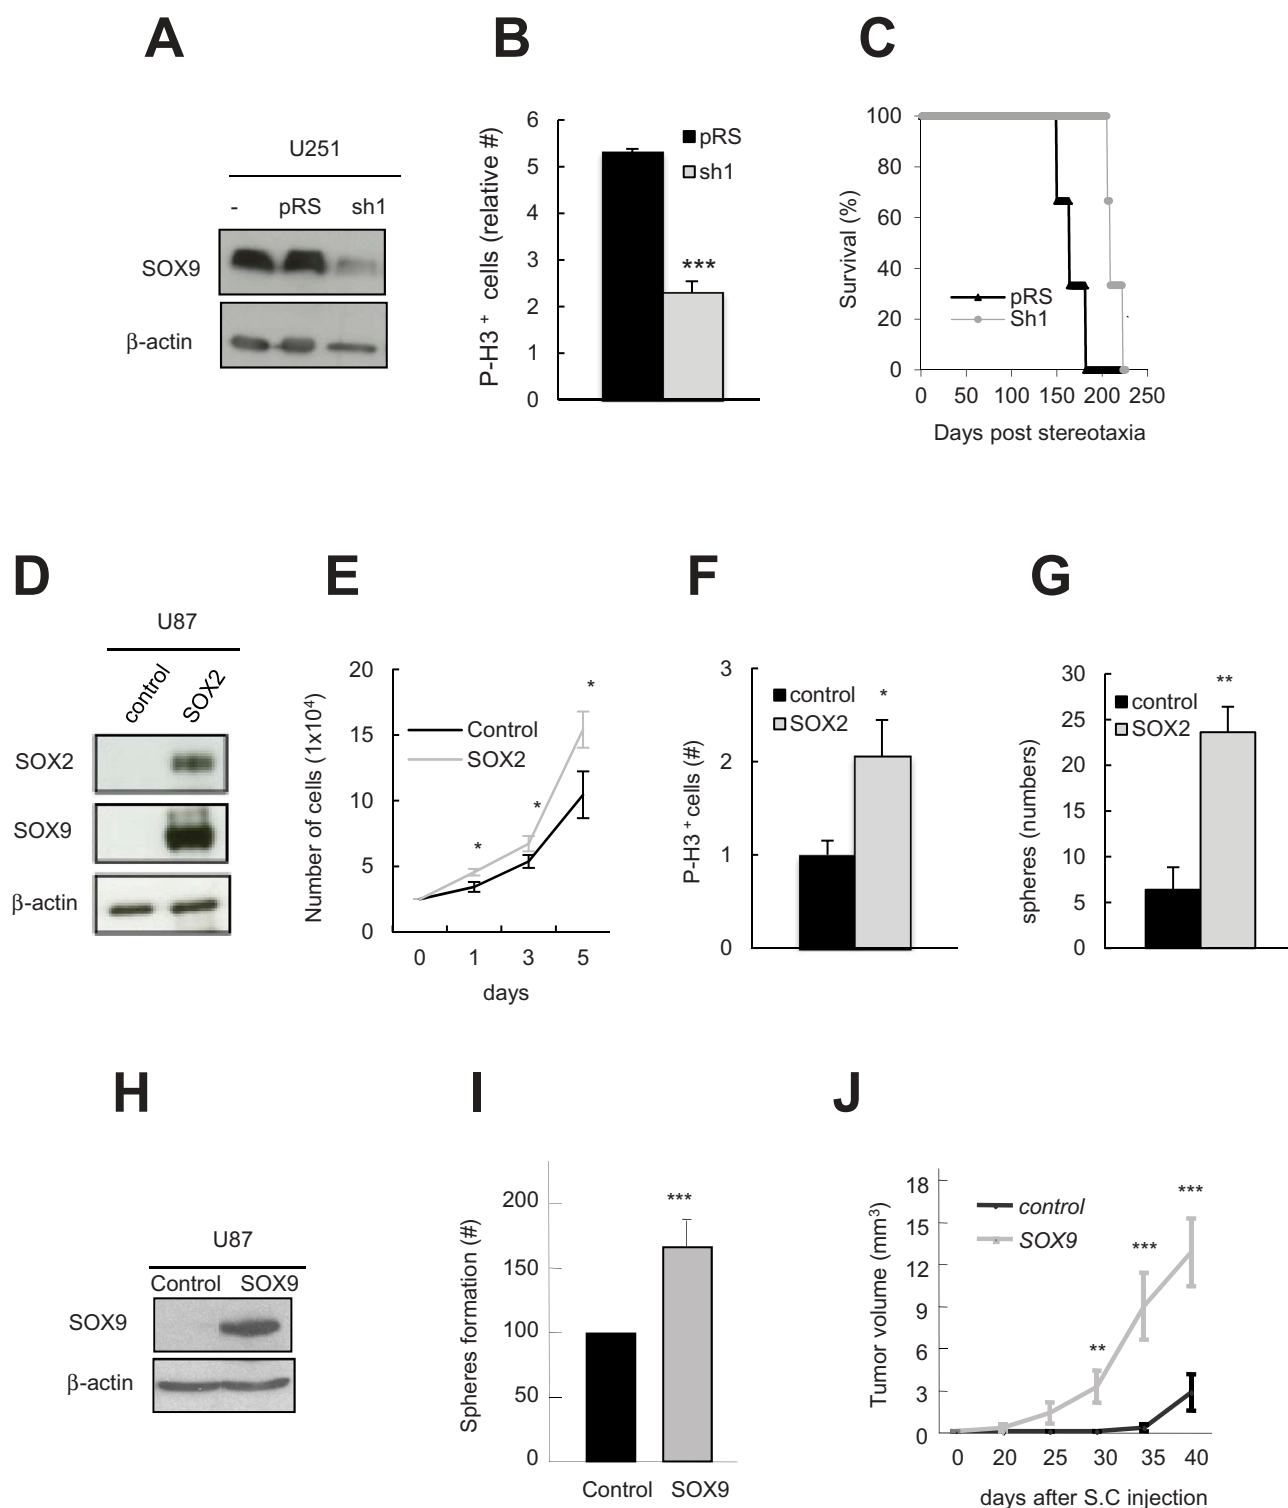 A
U251
- pRS sh1
SOX9
β-actin
B
P-H3 + cells (relative #)
6
5
4
3
2
1
0
pRS
sh1
***
C
Survival (%)
100
80
60
40
20
0
pRS
Sh1
0 50 100 150 200 250
Days post stereotaxia
D
U87
control SOX2
SOX2
SOX9
β-actin
E
Number of cells (1x10⁴)
20
15
10
5
0
Control
SOX2
*
*
*
0 1 3 5
days
F
P-H3 + cells (#)
3
2
1
0
control
SOX2
*
G
spheres (numbers)
30
25
20
15
10
5
0
control
SOX2
**
H
U87
Control SOX9
SOX9
β-actin
I
Spheres formation (#)
200
150
100
50
0
***
Control SOX9
J
Tumor volume (mm³)
18
15
12
9
6
3
0
control
SOX9
**
***
***
0 20 25 30 35 40
days after S.C injection